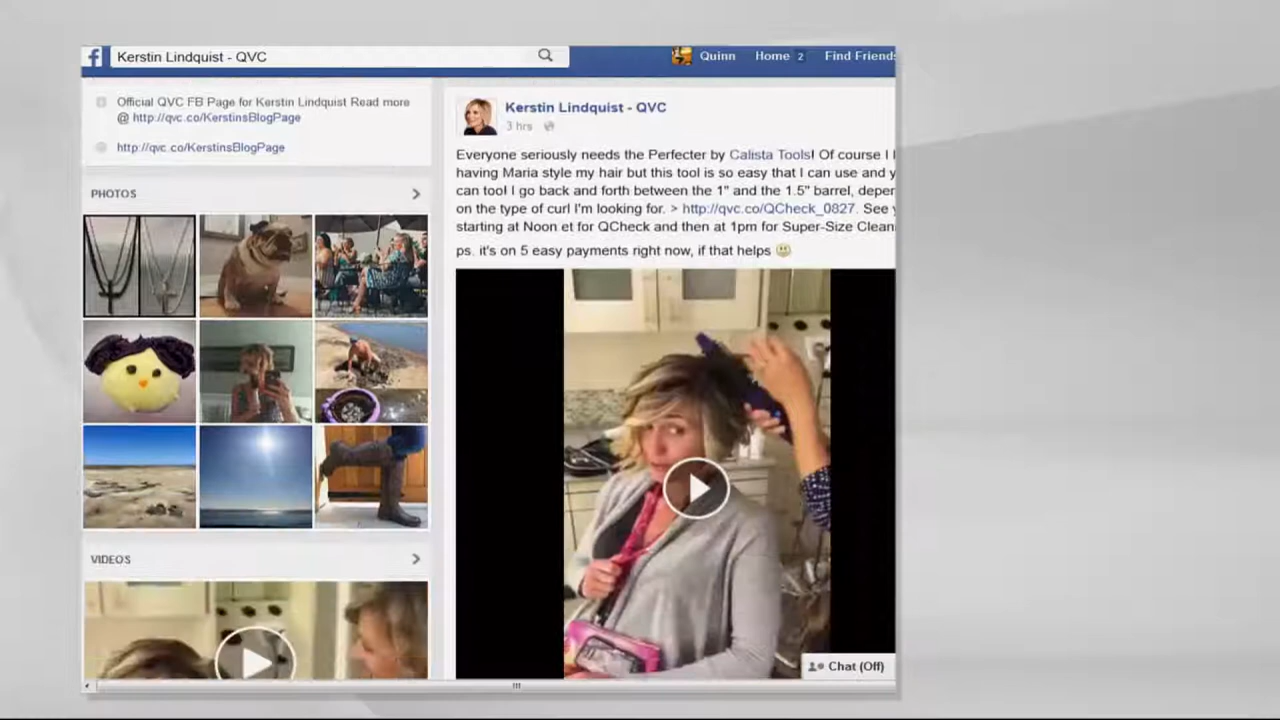 Kerstin Lindquist - QVC
Quinn
Home 2
Find Friends
Official QVC FB Page for Kerstin Lindquist Read more
@ http://qvc.co/KerstinsBlogPage
http://qvc.co/KerstinsBlogPage
PHOTOS
VIDEOS
Kerstin Lindquist - QVC
3 hrs
Everyone seriously needs the Perfecter by Calista Tools! Of course I
having Maria style my hair but this tool is so easy that I can use and
can too! I go back and forth between the 1" and the 1.5" barrel,
on the type of curl I'm looking for. > http://qvc.co/QCheck_0827. See
starting at Noon et for QCheck and then at 1pm for Super-Size
ps. it's on 5 easy payments right now, if that helps
Chat (Off)